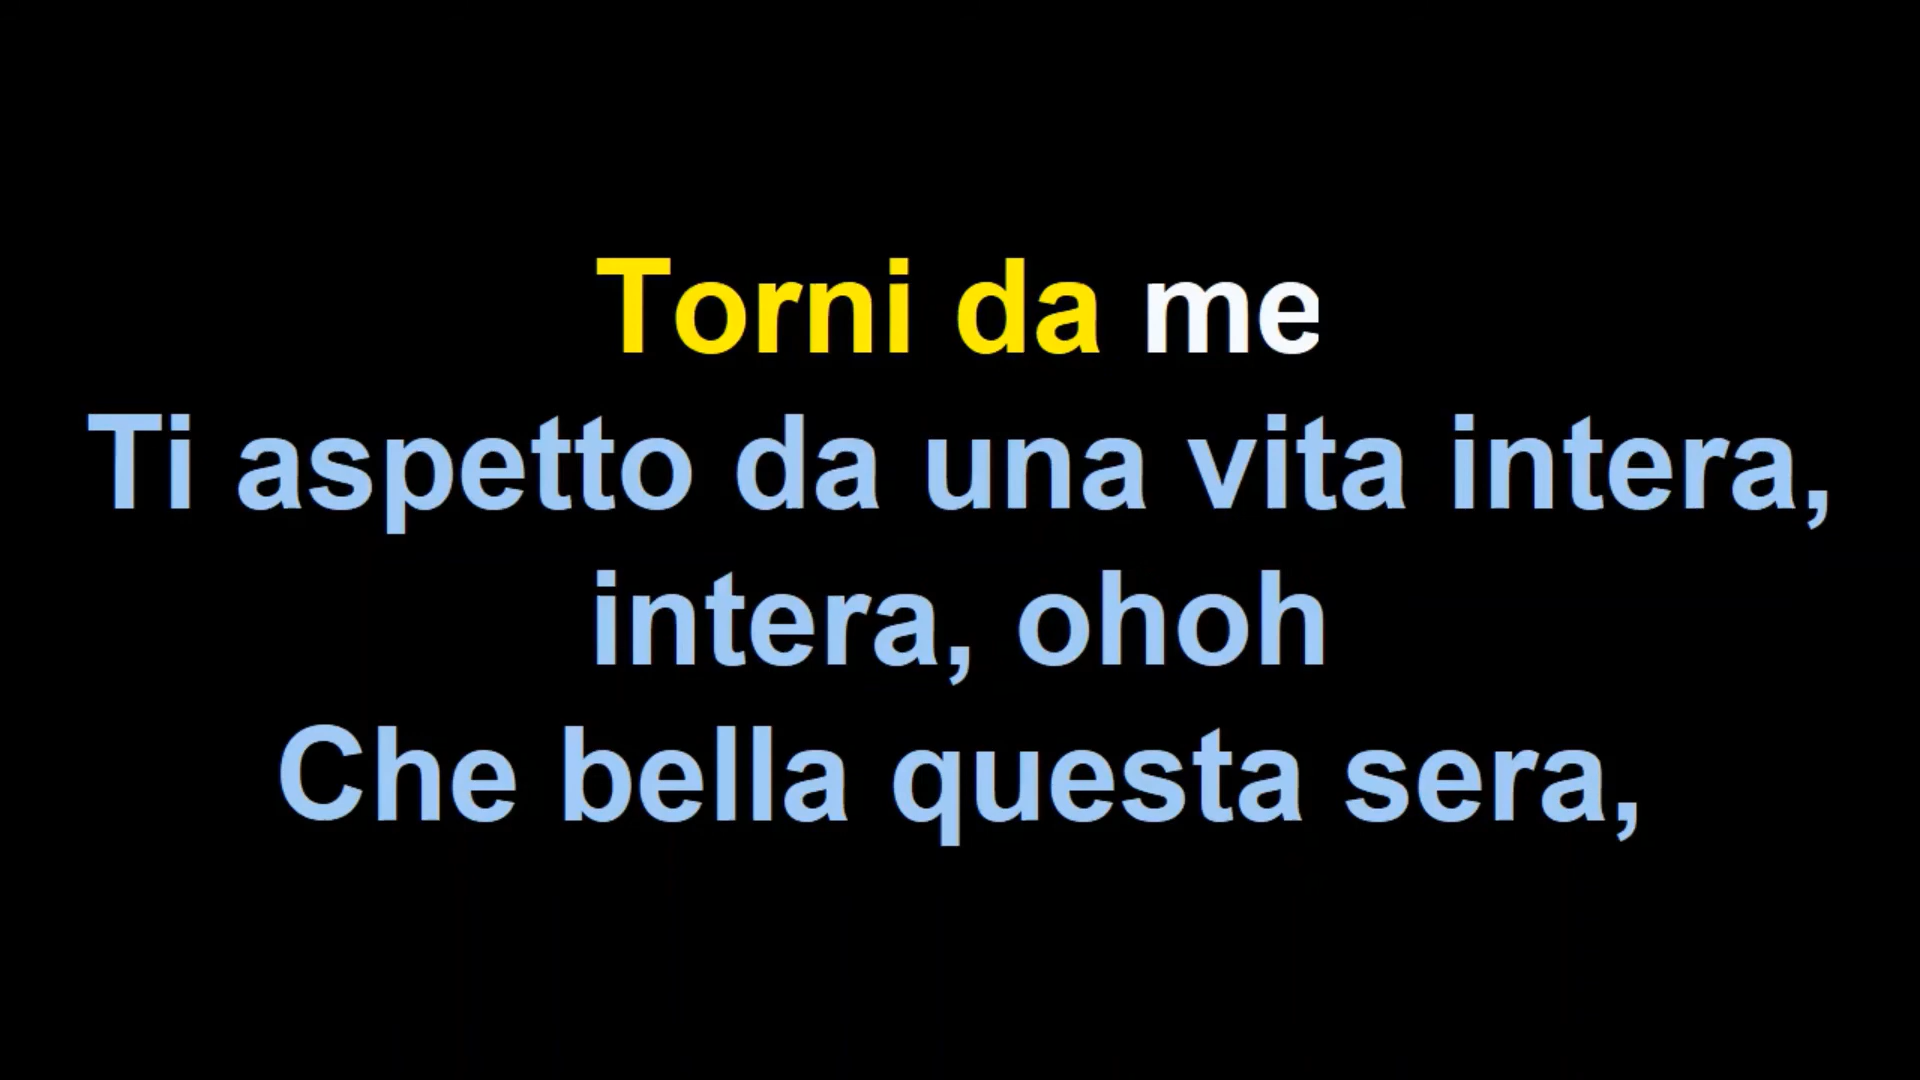 Torni da me
Ti aspetto da una vita intera,
intera, ohoh
Che bella questa sera,